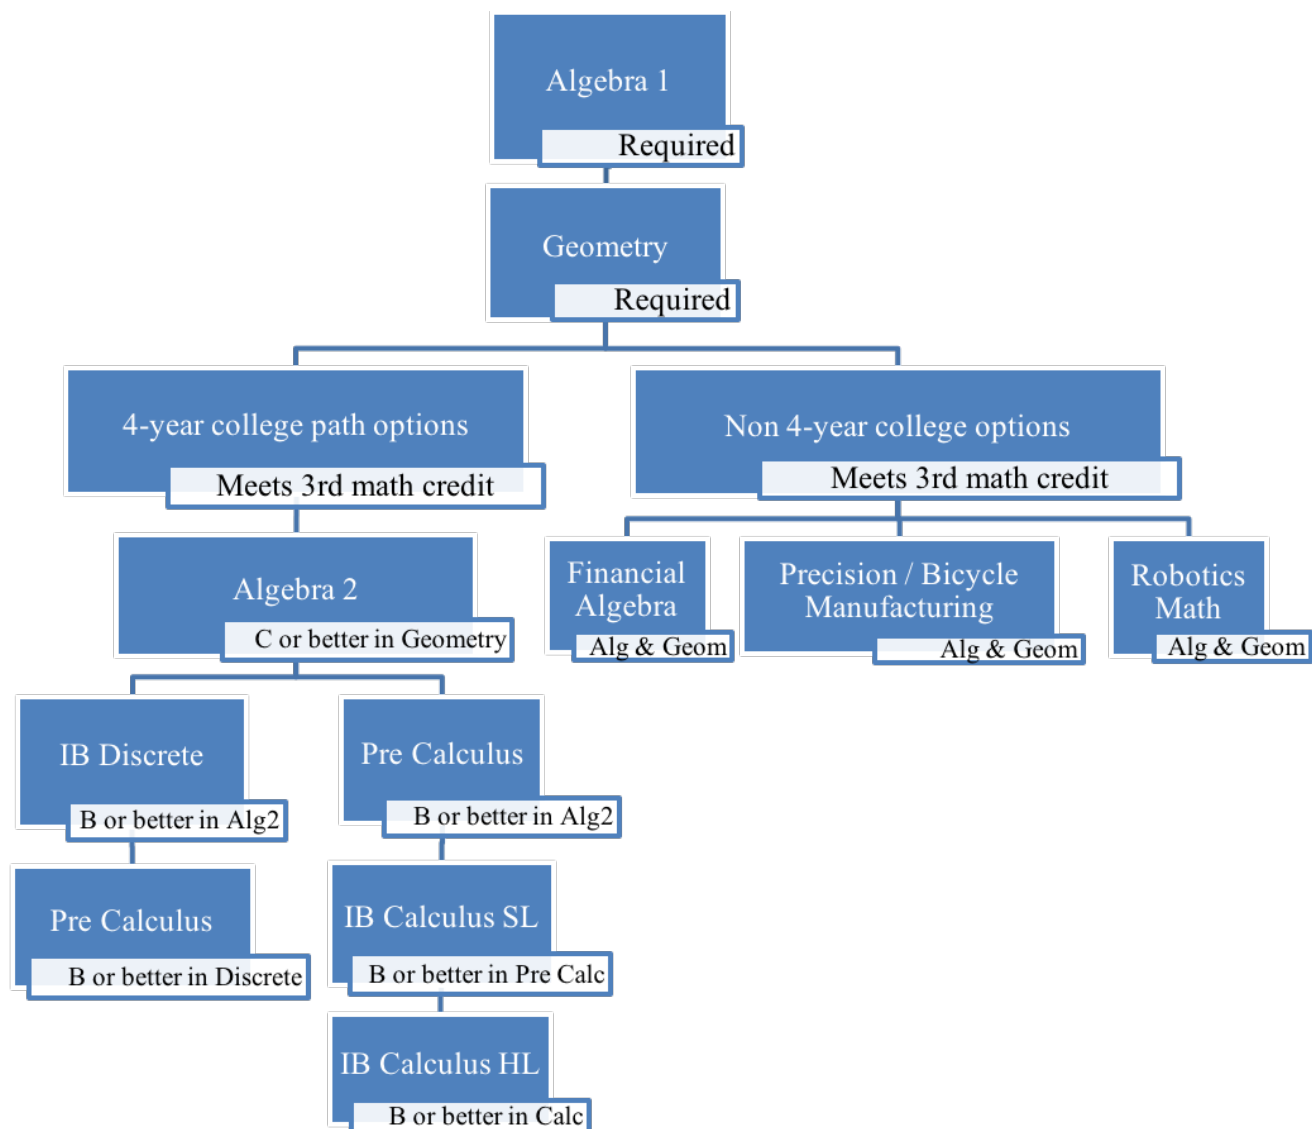 Algebra 1
Required
Geometry
Required
4-year college path options
Meets 3rd math credit
Non 4-year college options
Meets 3rd math credit
Algebra 2
C or better in Geometry
Financial
Algebra
Alg & Geom
Precision / Bicycle
Manufacturing
Alg & Geom
Robotics
Math
Alg & Geom
IB Discrete
B or better in Alg2
Pre Calculus
B or better in Alg2
Pre Calculus
B or better in Discrete
IB Calculus SL
B or better in Pre Calc
IB Calculus HL
B or better in Calc